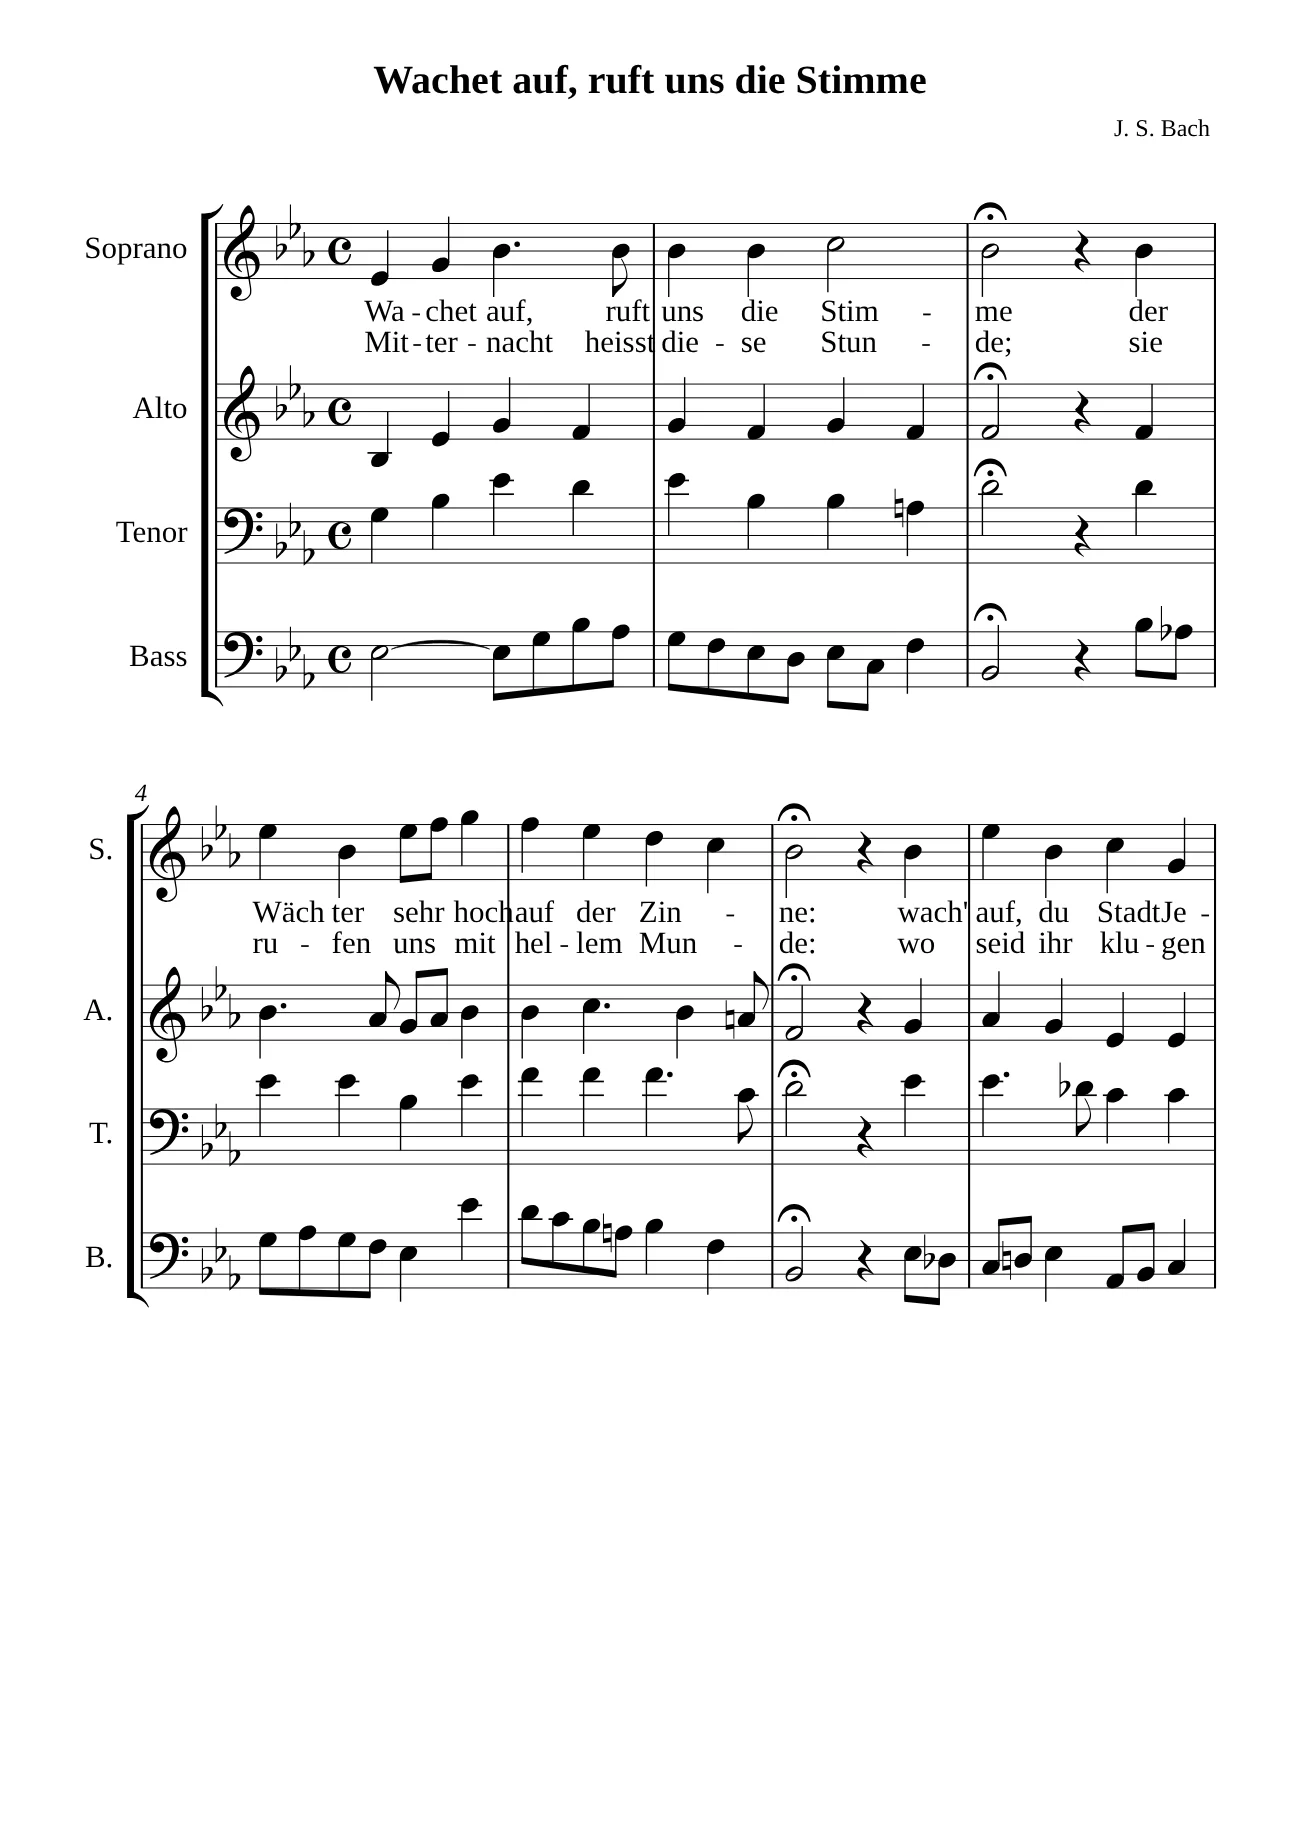 Wachet auf, ruft uns die Stimme
J. S. Bach
Soprano
Wa - chet auf, ruft uns die Stim - me der
Mit - ter - nacht heisst die - se Stun - de; sie
Alto
Tenor
Bass
4
S.
Wäch ter sehr hoch auf der Zin - ne: wach' auf, du Stadt Je -
ru - fen uns mit hel - lem Mun - de: wo seid ihr klu - gen
A.
T.
B.